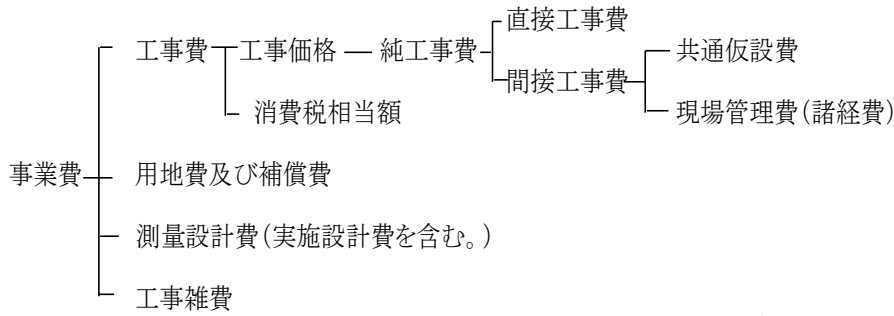 直接工事費
工事費 工事価格 純工事費 共通仮設費
間接工事費
消費税相当額 現場管理費(諸経費)
事業費 用地費及び補償費
測量設計費(実施設計費を含む。)
工事雑費